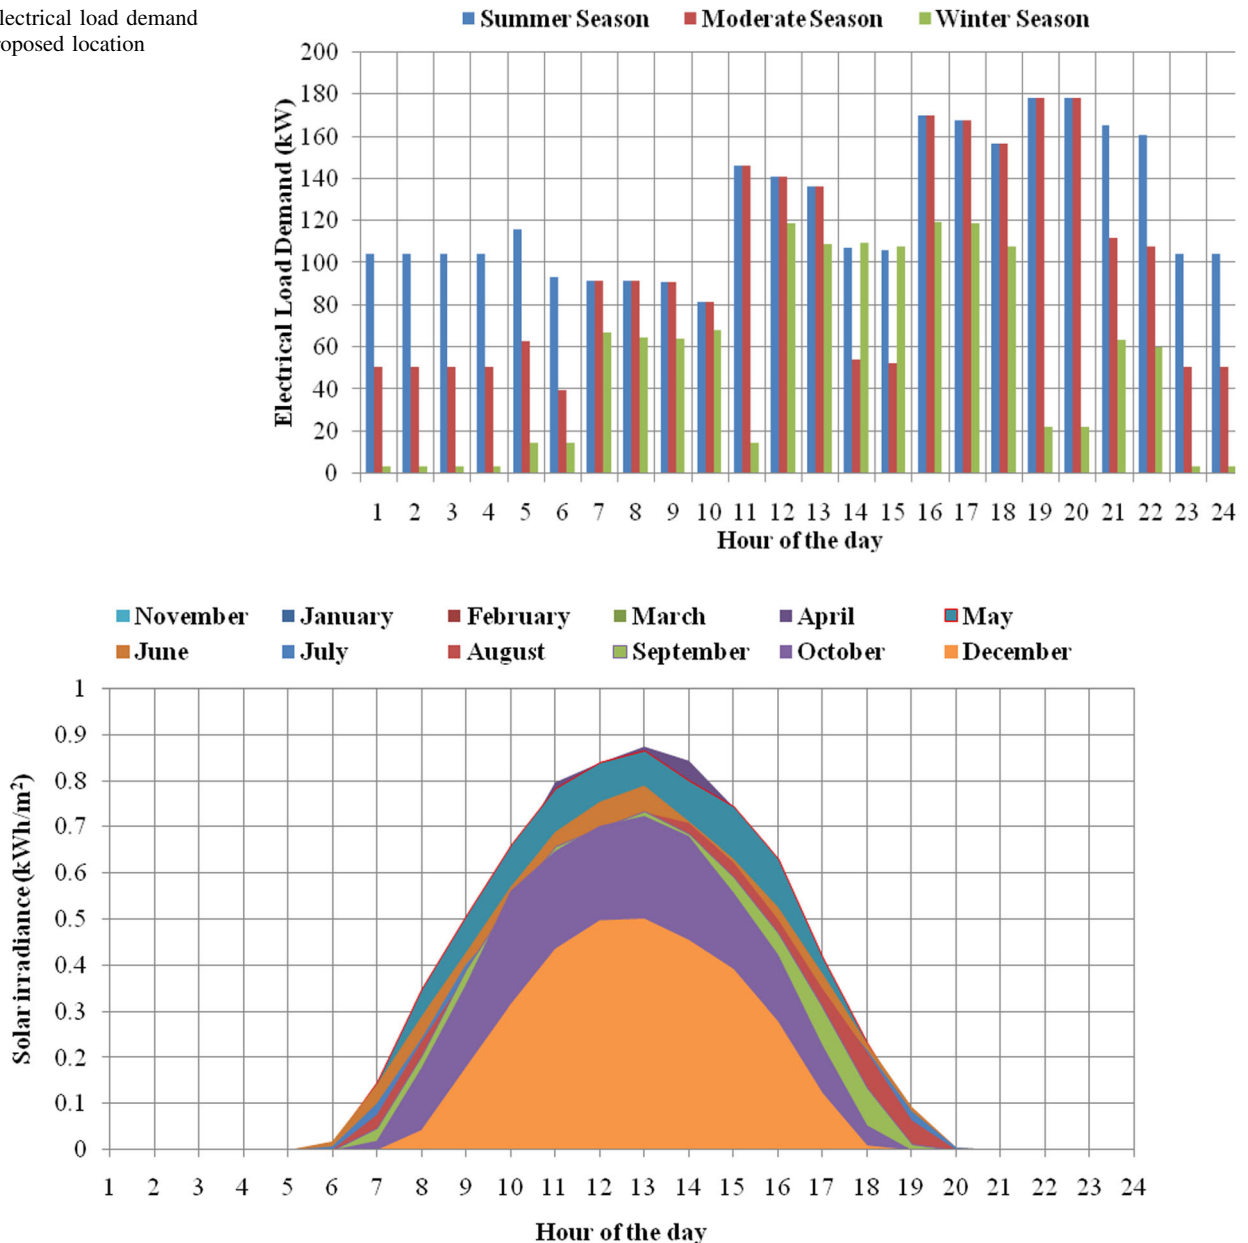 load demand
location
Summer Season Moderate Season Winter Season
Electrical Load Demand (kW)
200
180
160
140
120
100
80
60
40
20
0
1 2 3 4 5 6 7 8 9 10 11 12 13 14 15 16 17 18 19 20 21 22 23 24
Hour of the day
November January February March April May
June July August September October December
Solar irradiance (kWh/m²)
1
0.9
0.8
0.7
0.6
0.5
0.4
0.3
0.2
0.1
0
1 2 3 4 5 6 7 8 9 10 11 12 13 14 15 16 17 18 19 20 21 22 23 24
Hour of the day